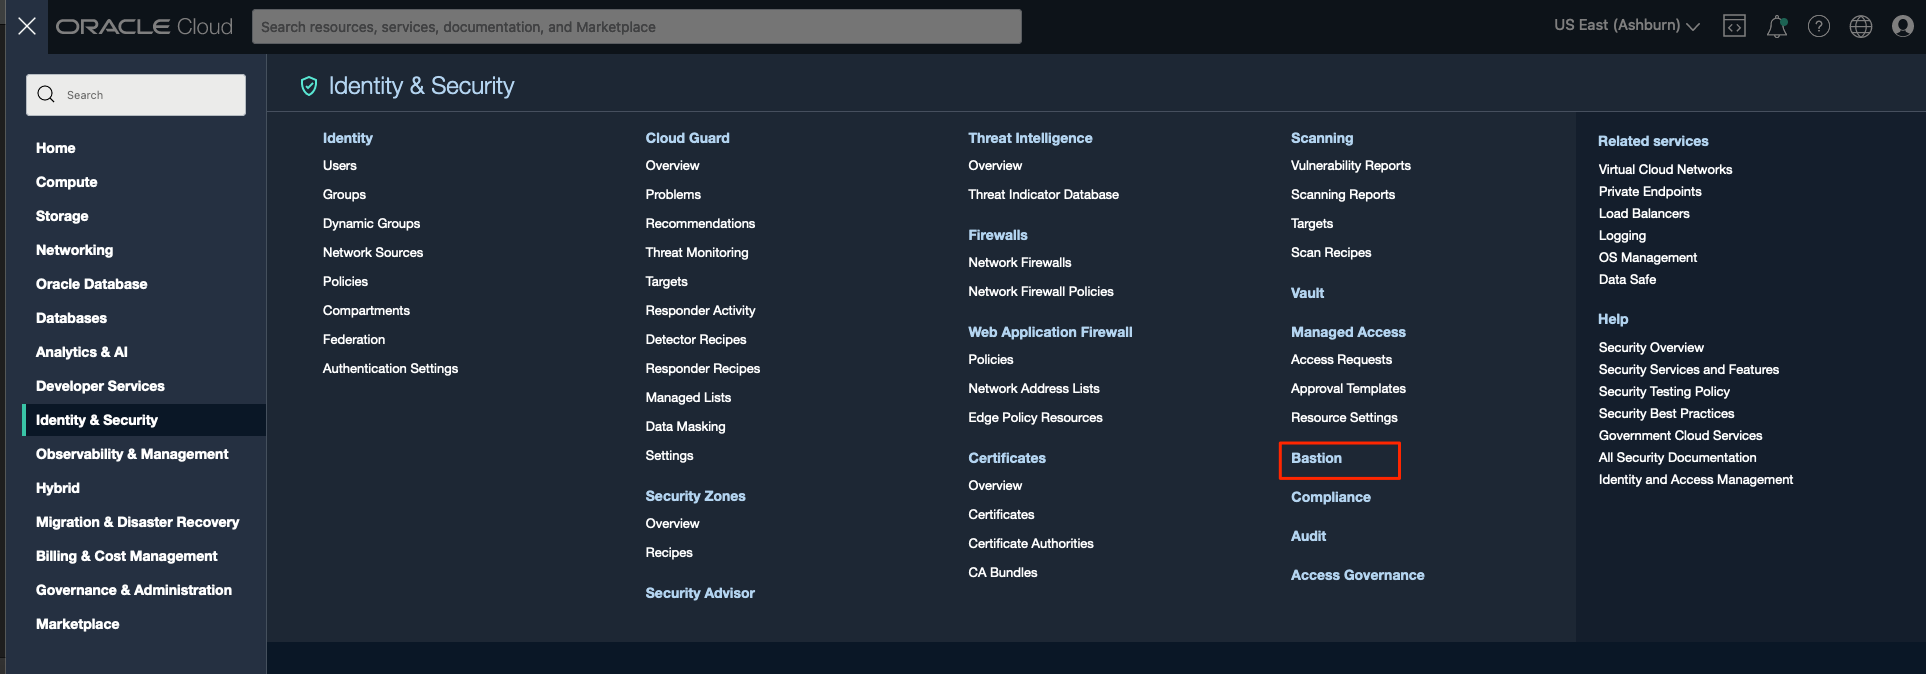 ORACLE Cloud
Search resources, services, documentation, and Marketplace
US East (Ashburn)
Search
Home
Compute
Storage
Networking
Oracle Database
Databases
Analytics & AI
Developer Services
Identity & Security
Observability & Management
Hybrid
Migration & Disaster Recovery
Billing & Cost Management
Governance & Administration
Marketplace
Identity & Security
Identity
Users
Groups
Dynamic Groups
Network Sources
Policies
Compartments
Federation
Authentication Settings
Cloud Guard
Overview
Problems
Recommendations
Threat Monitoring
Targets
Responder Activity
Detector Recipes
Responder Recipes
Managed Lists
Data Masking
Settings
Security Zones
Overview
Recipes
Security Advisor
Threat Intelligence
Overview
Threat Indicator Database
Firewalls
Network Firewalls
Network Firewall Policies
Web Application Firewall
Policies
Network Address Lists
Edge Policy Resources
Certificates
Overview
Certificates
Certificate Authorities
CA Bundles
Scanning
Vulnerability Reports
Scanning Reports
Targets
Scan Recipes
Vault
Managed Access
Access Requests
Approval Templates
Resource Settings
Bastion
Compliance
Audit
Access Governance
Related services
Virtual Cloud Networks
Private Endpoints
Load Balancers
Logging
OS Management
Data Safe
Help
Security Overview
Security Services and Features
Security Testing Policy
Security Best Practices
Government Cloud Services
All Security Documentation
Identity and Access Management